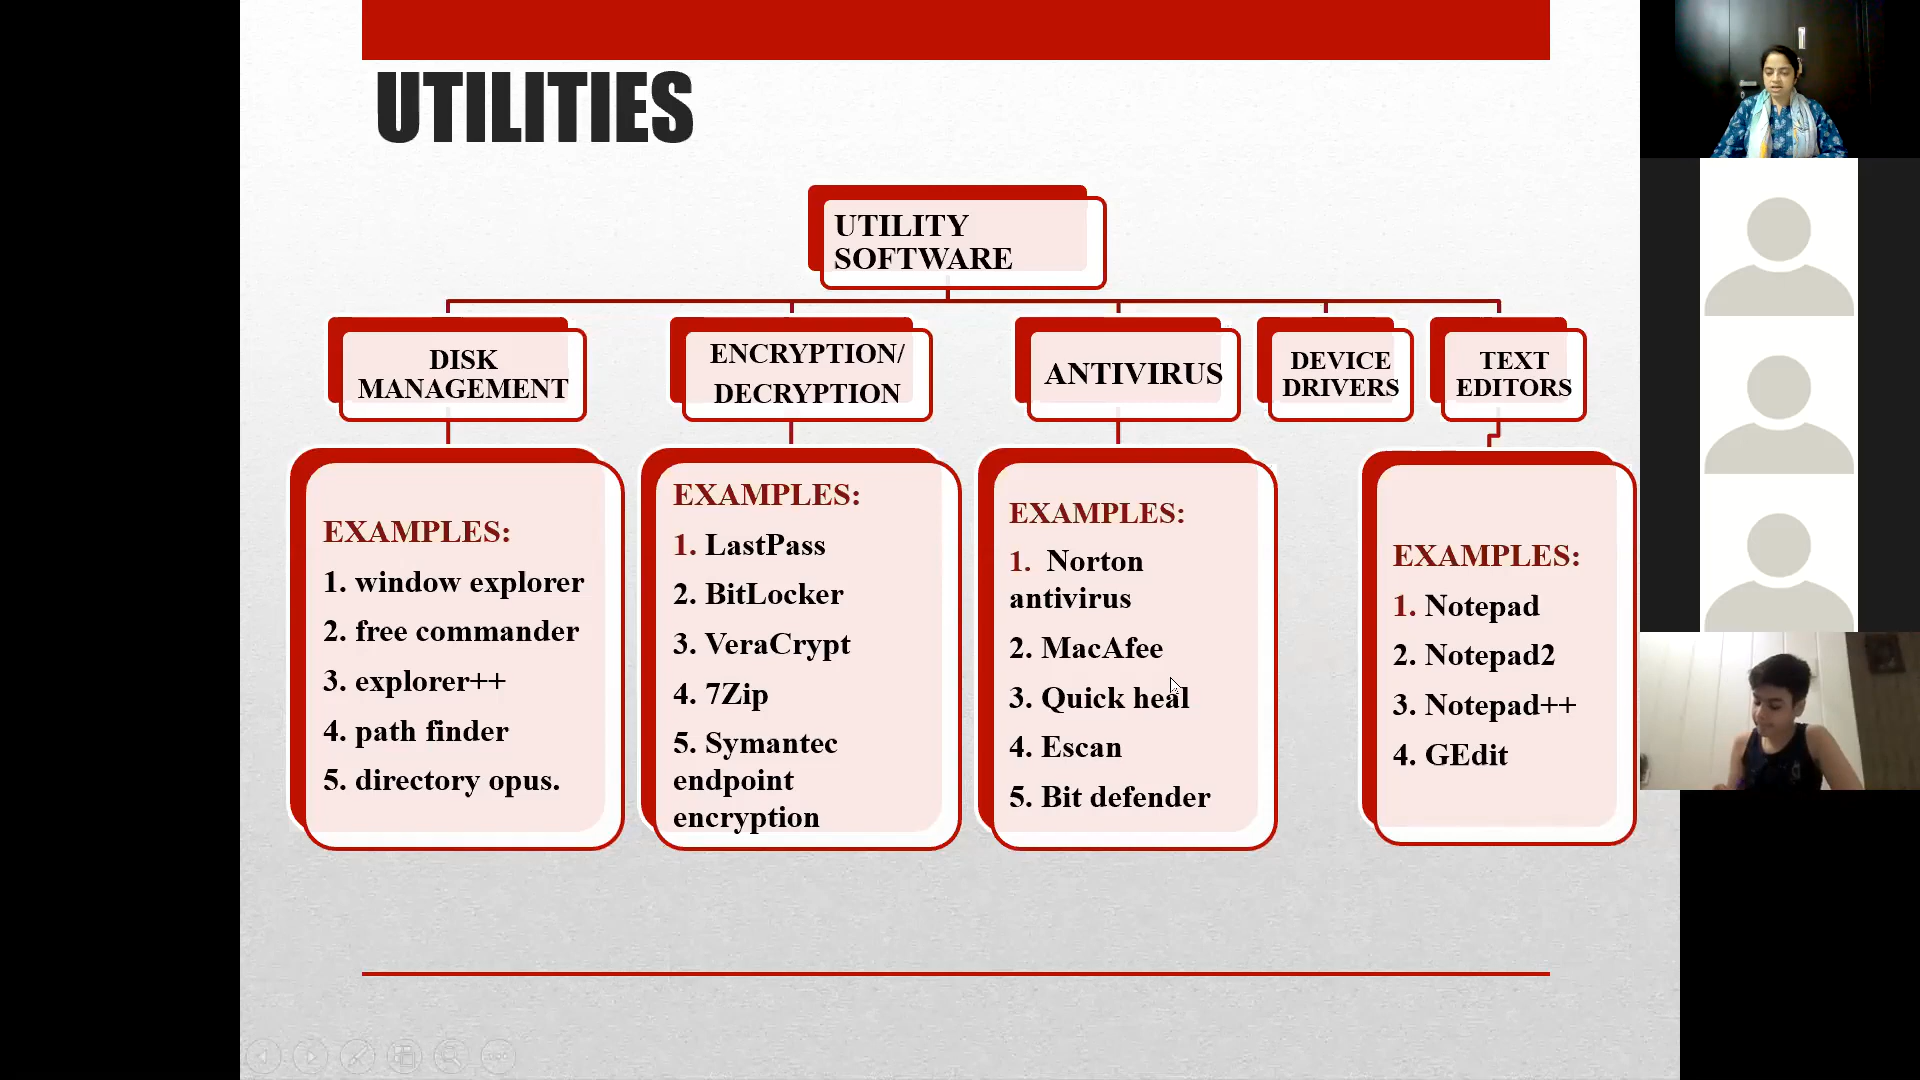 UTILITIES
UTILITY
SOFTWARE
DISK
MANAGEMENT
ENCRYPTION/
DECRYPTION
ANTIVIRUS
DEVICE
DRIVERS
TEXT
EDITORS
EXAMPLES:
1. window explorer
2. free commander
3. explorer++
4. path finder
5. directory opus.
EXAMPLES:
1. LastPass
2. BitLocker
3. VeraCrypt
4. 7Zip
5. Symantec
endpoint
encryption
EXAMPLES:
1. Norton
antivirus
2. MacAfee
3. Quick heal
4. Escan
5. Bit defender
EXAMPLES:
1. Notepad
2. Notepad2
3. Notepad++
4. GEdit